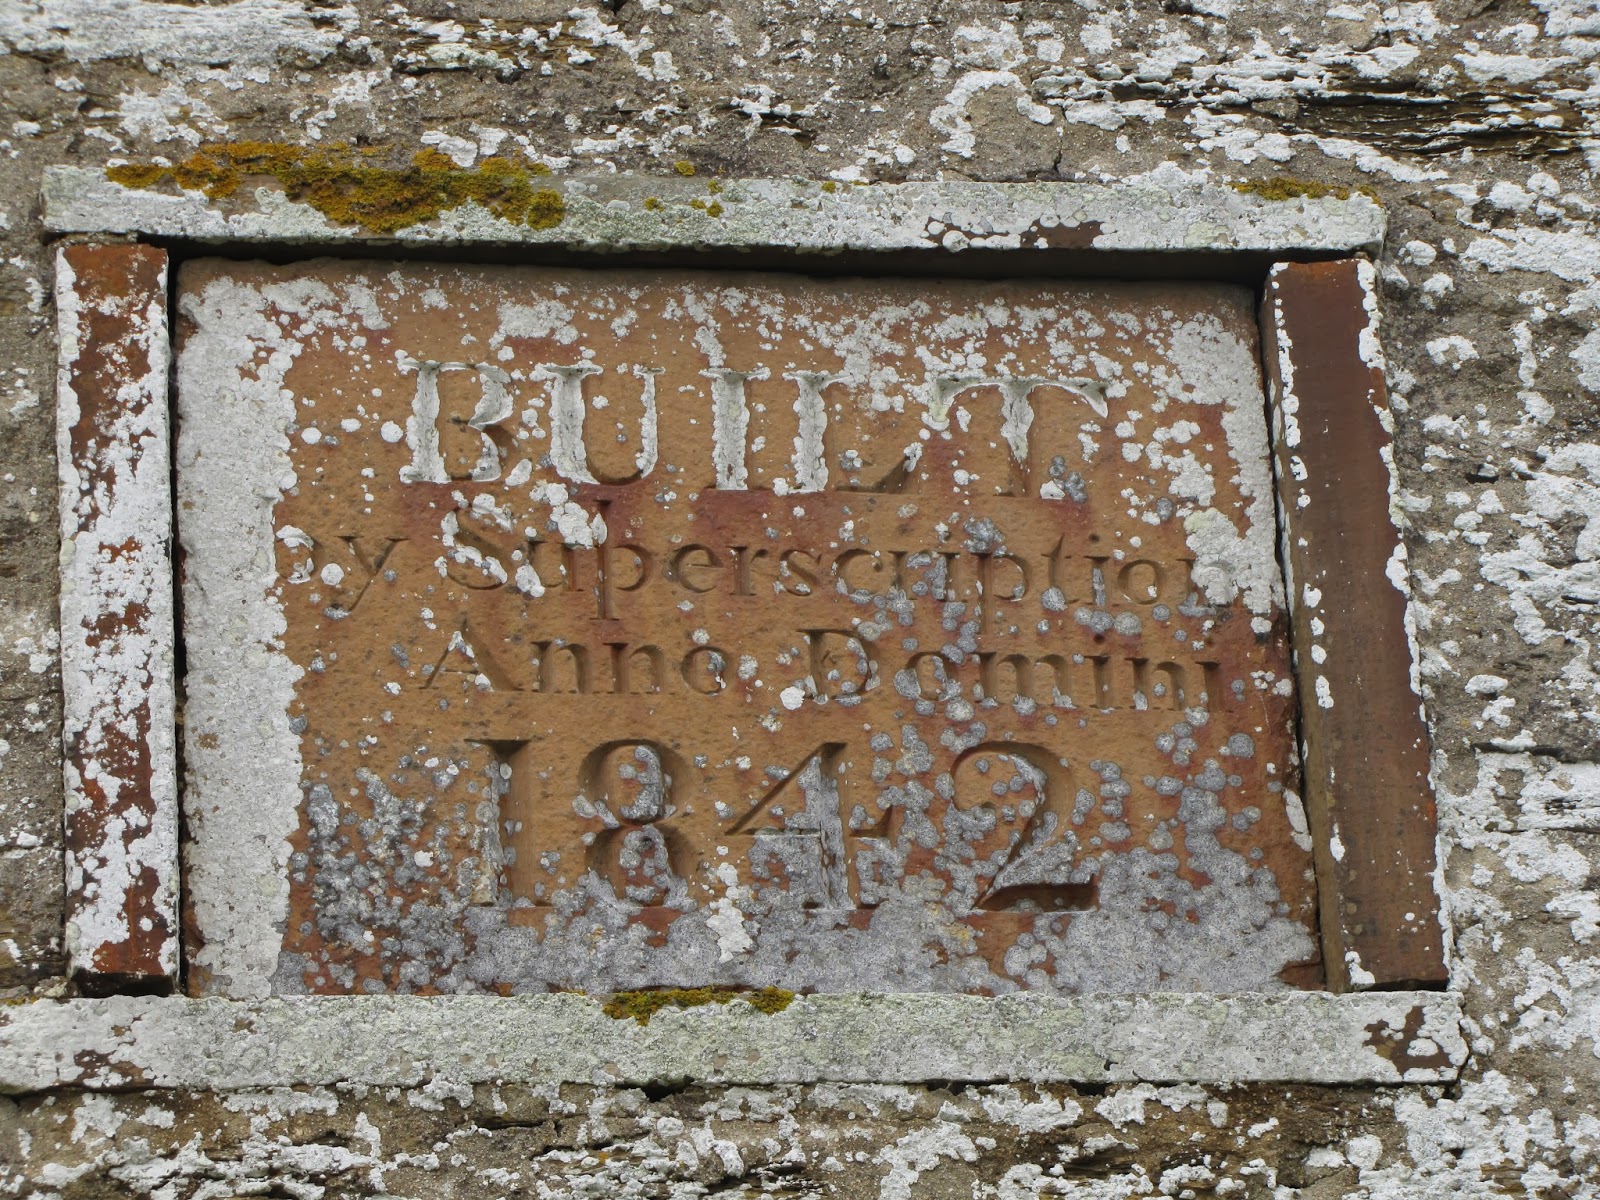 BUILT
by Superscription
Anno Domini
1842